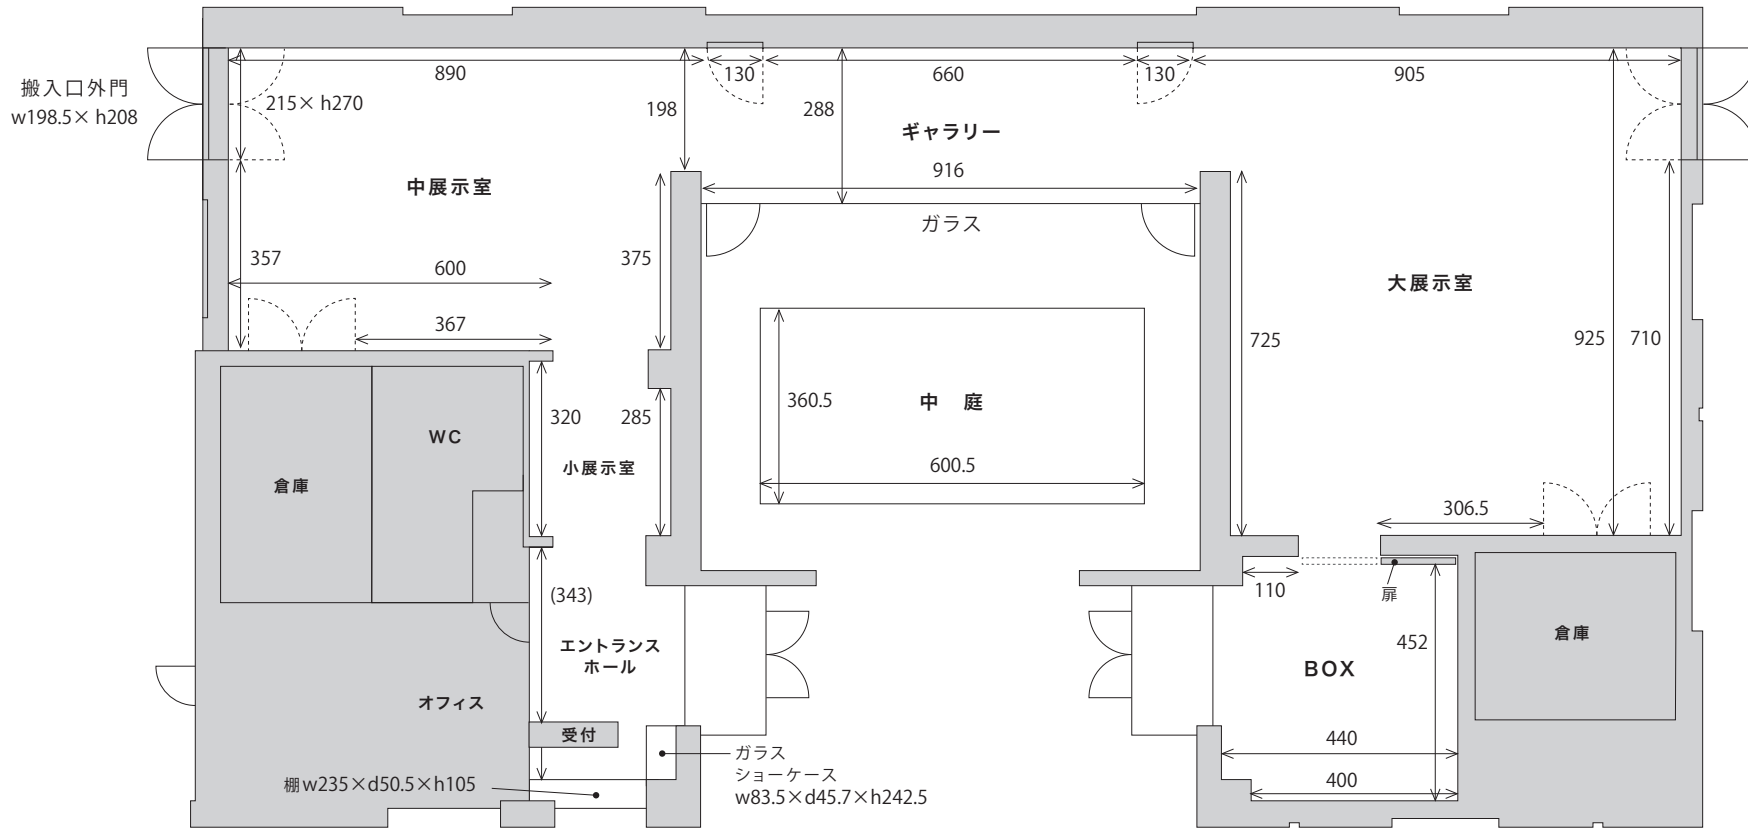 890
130
660
130
905
搬入口外門
w198.5× h208
215× h270
198
288
ギャラリー
916
中展示室
ガラス
357
600
375
367
大展示室
725
925
710
360.5
中　庭
600.5
320
285
WC
小展示室
倉庫
306.5
(343)
110
扉
エントランス
ホール
452
倉庫
BOX
オフィス
受付
440
400
ガラス
ショーケース
w83.5×d45.7×h242.5
棚w235×d50.5×h105